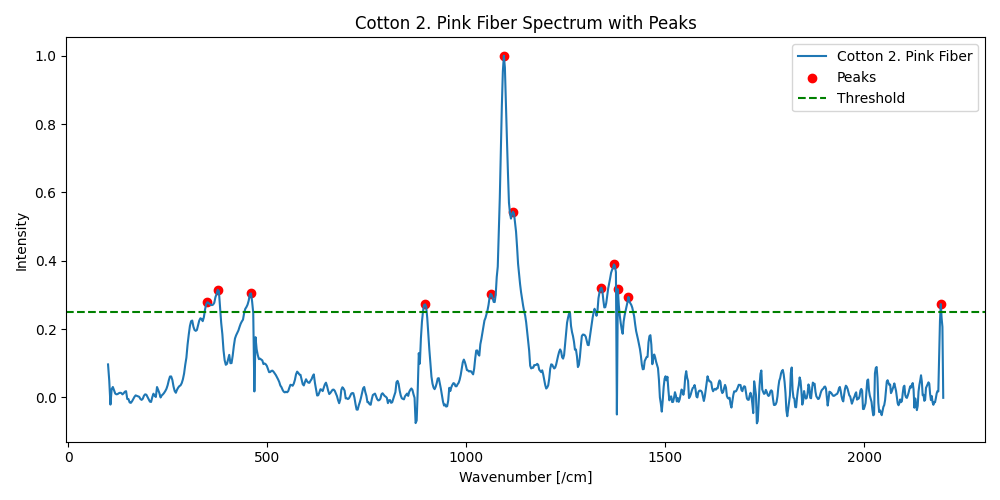 Cotton 2. Pink Fiber Spectrum with Peaks
Cotton 2. Pink Fiber
Peaks
Threshold
Intensity
1.0
0.8
0.6
0.4
0.2
0.0
0 500 1000 1500 2000
Wavenumber [/cm]